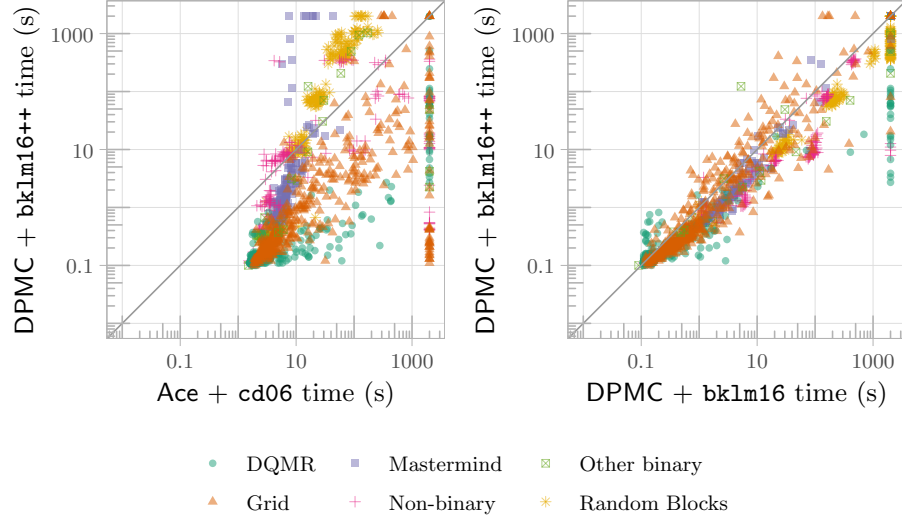 DPMC + bklm16++ time (s)
1000
10
0.1
0.1
10
1000
Ace + cd06 time (s)
DPMC + bklm16++ time (s)
1000
10
0.1
0.1
10
1000
DPMC + bklm16 time (s)
DQMR
Mastermind
Other binary
Grid
Non-binary
Random Blocks